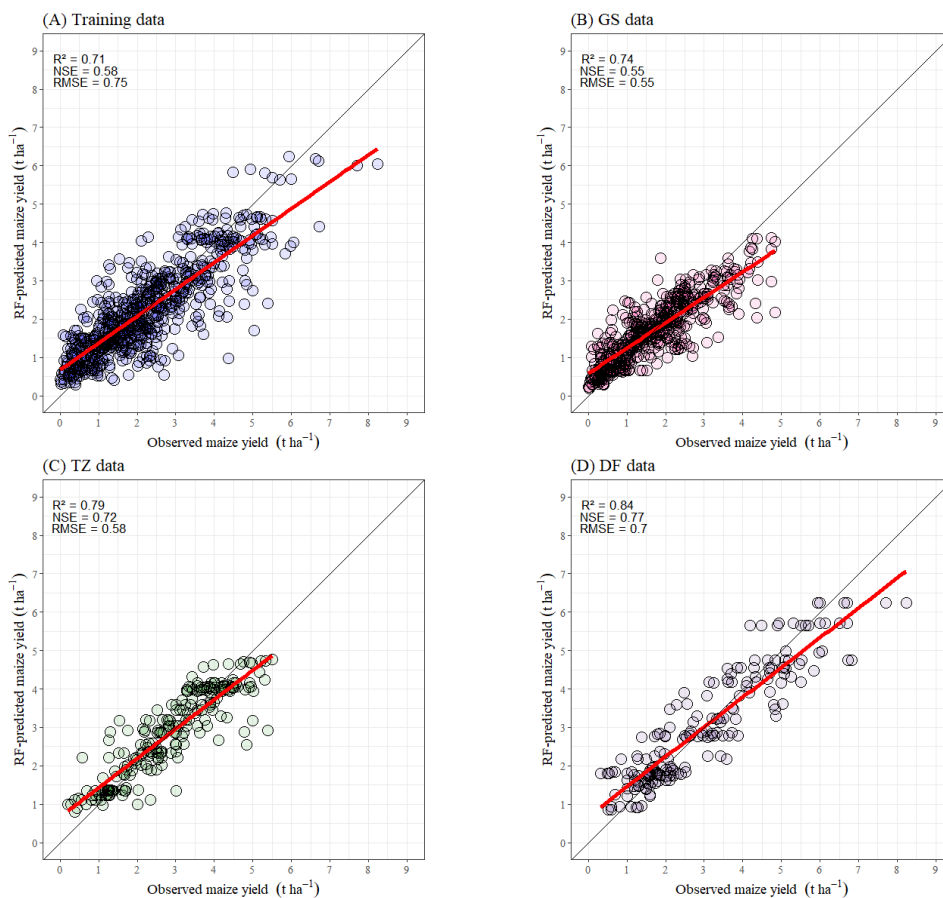 (A) Training data
R² = 0.71
NSE = 0.58
RMSE = 0.75
RF-predicted maize yield (t ha⁻¹)
9
8
7
6
5
4
3
2
1
0
0 1 2 3 4 5 6 7 8 9
Observed maize yield (t ha⁻¹)
(B) GS data
R² = 0.74
NSE = 0.55
RMSE = 0.55
RF-predicted maize yield (t ha⁻¹)
9
8
7
6
5
4
3
2
1
0
0 1 2 3 4 5 6 7 8 9
Observed maize yield (t ha⁻¹)
(C) TZ data
R² = 0.79
NSE = 0.72
RMSE = 0.58
RF-predicted maize yield (t ha⁻¹)
9
8
7
6
5
4
3
2
1
0
0 1 2 3 4 5 6 7 8 9
Observed maize yield (t ha⁻¹)
(D) DF data
R² = 0.84
NSE = 0.77
RMSE = 0.7
RF-predicted maize yield (t ha⁻¹)
9
8
7
6
5
4
3
2
1
0
0 1 2 3 4 5 6 7 8 9
Observed maize yield (t ha⁻¹)